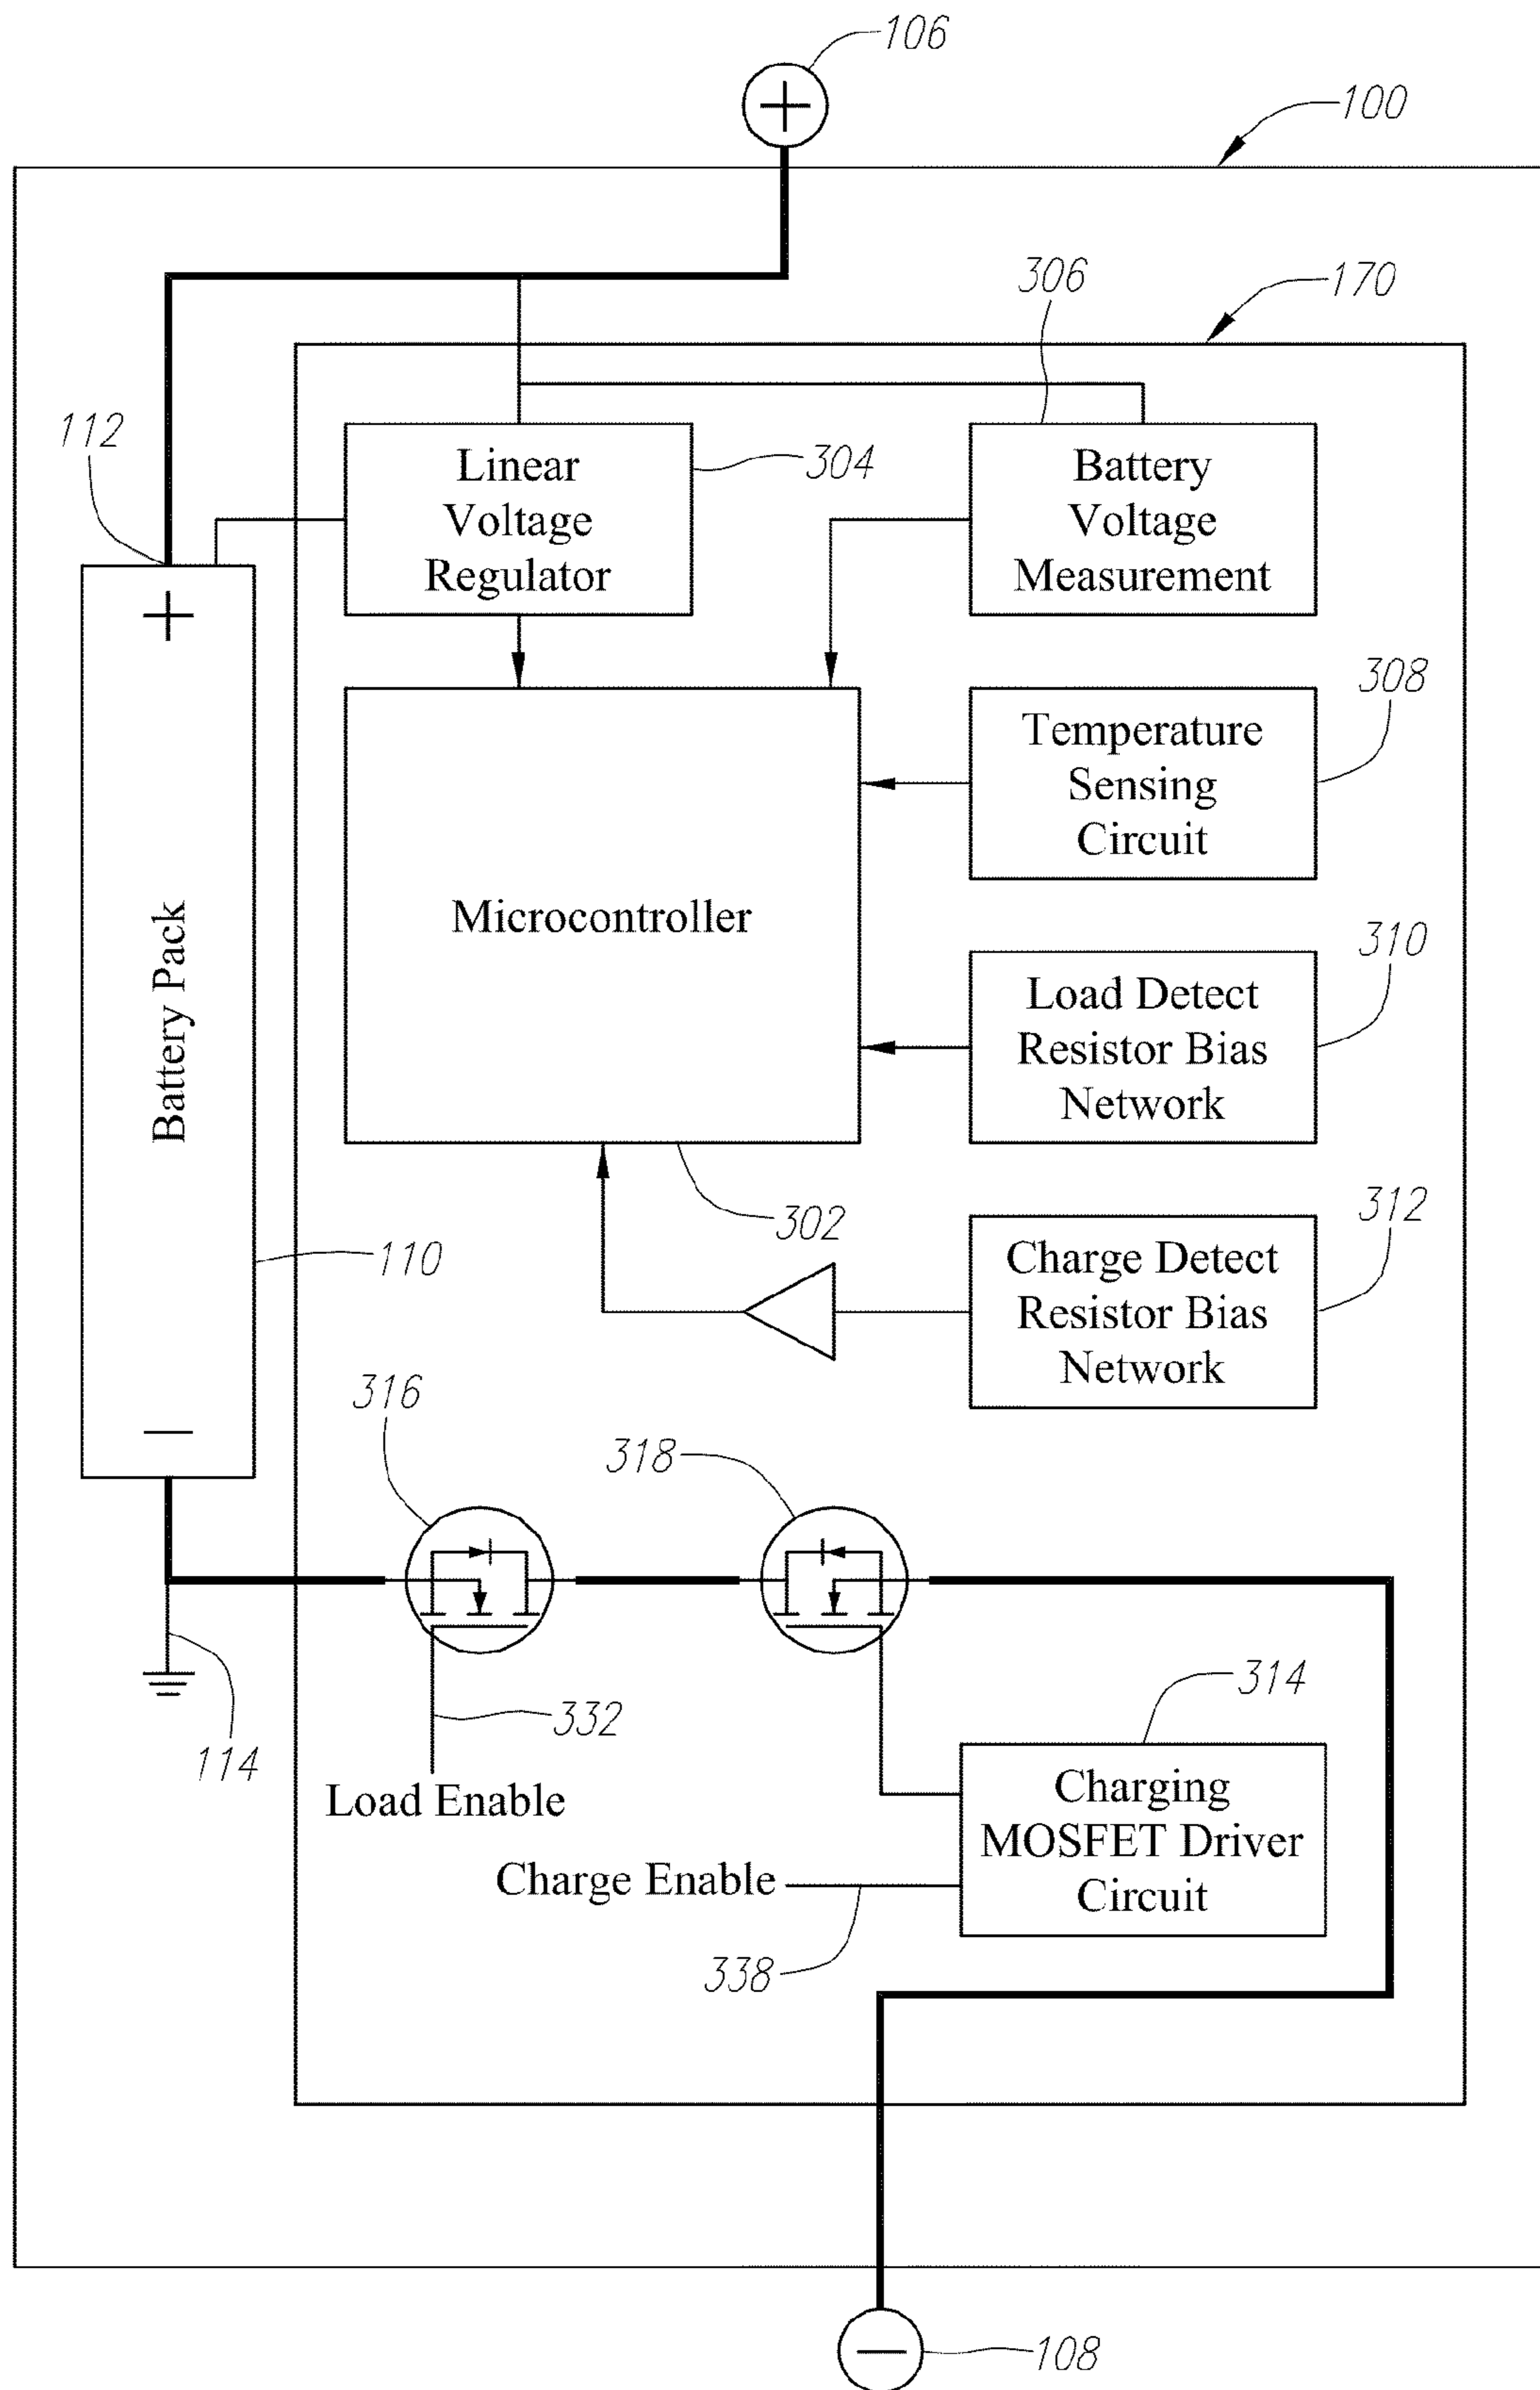 106
100
306
170
112
Linear
Voltage
Regulator
304
Battery
Voltage
Measurement
+
308
Temperature
Sensing
Circuit
Microcontroller
310
Load Detect
Resistor Bias
Network
Battery Pack
302
312
110
Charge Detect
Resistor Bias
Network
316
318
−
314
332
114
Load Enable
Charging
MOSFET Driver
Circuit
Charge Enable
338
108